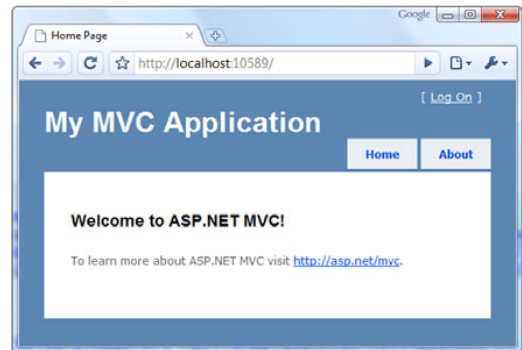 Google
Home Page
http://localhost:10589/
[ Log On ]
My MVC Application
Home
About
Welcome to ASP.NET MVC!
To learn more about ASP.NET MVC visit http://asp.net/mvc.